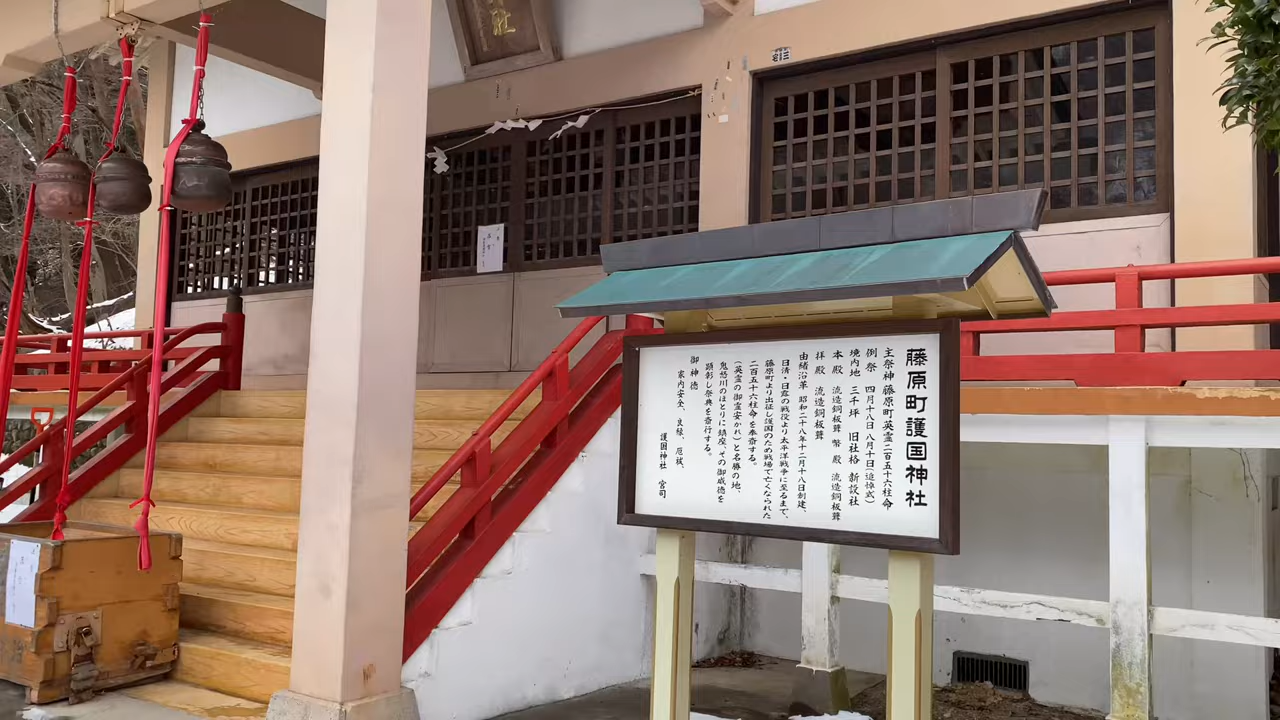 藤原町護国神社
主祭神 藤原町英霊二百五十六柱命
例祭 四月十八日 八月十日(追悼式)
境内地 三千坪 旧社格 新設社
本殿 流造銅板葺 幣殿 流造銅板葺
拝殿 流造銅板葺
由緒沿革 昭和二十八年十二月十八日創建、
日清・日露の戦役より太平洋戦争に至るまで、
藤原町より出征し護国のため戦場で亡くなられた
二百五十六柱命を奉斎する。
(英霊の御霊安かれ)と名勝の地、
鬼怒川のほとりに鎮座、その御威徳を
顕彰し祭典を斎行する。
御神徳
家内安全、良縁、厄祓、
護国神社 宮司
社